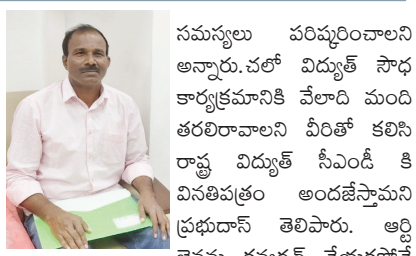 సమస్యలు పరిష్కరించాలని
అన్నారు.చలో విద్యుత్ సౌధ
కార్యక్రమానికి వేలాది మంది
తరలిరావాలని వీరితో కలిసి
రాష్ట్ర విద్యుత్ సీఎండీ కి
వినతిపత్రం అందజేస్తామని
ప్రభుదాస్ తెలిపారు. ఆర్టి